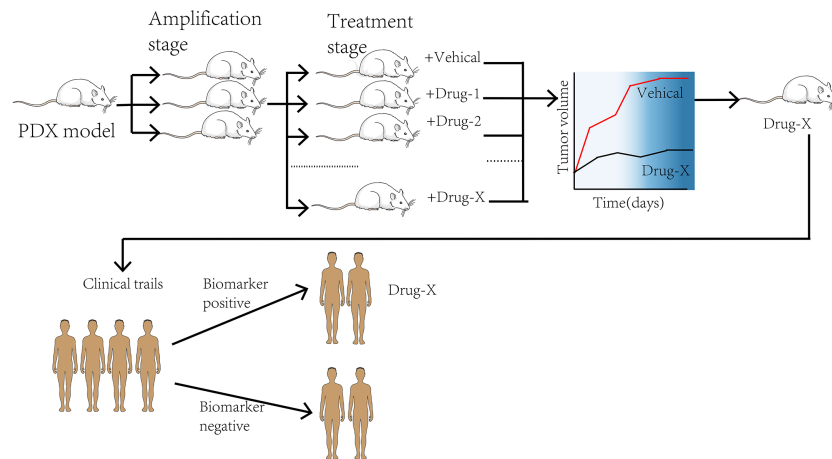 Amplification
stage
Treatment
stage
PDX model
+Vehical
+Drug-1
+Drug-2
+Drug-X
Tumor volume
Vehical
Drug-X
Time(days)
Drug-X
Clinical trails
Biomarker
positive
Drug-X
Biomarker
negative